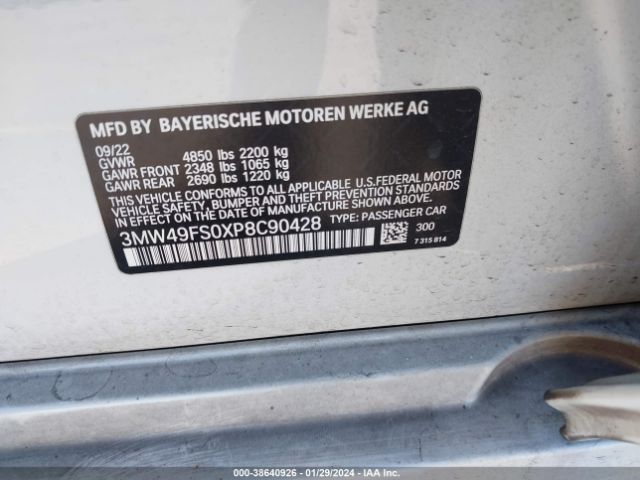 MFD BY BAYERISCHE MOTOREN WERKE AG
09/22
GVWR 4850 lbs 2200 kg
GAWR FRONT 2348 lbs 1065 kg
GAWR REAR 2690 lbs 1220 kg
THIS VEHICLE CONFORMS TO ALL APPLICABLE U.S.FEDERAL MOTOR
VEHICLE SAFETY, BUMPER AND THEFT PREVENTION STANDARDS
IN EFFECT ON THE DATE OF MANUFACTURE SHOWN ABOVE.
3MW49FS0XP8C90428 TYPE: PASSENGER CAR
300
7 315 814
000-38640926 - 01/29/2024 - IAA Inc.